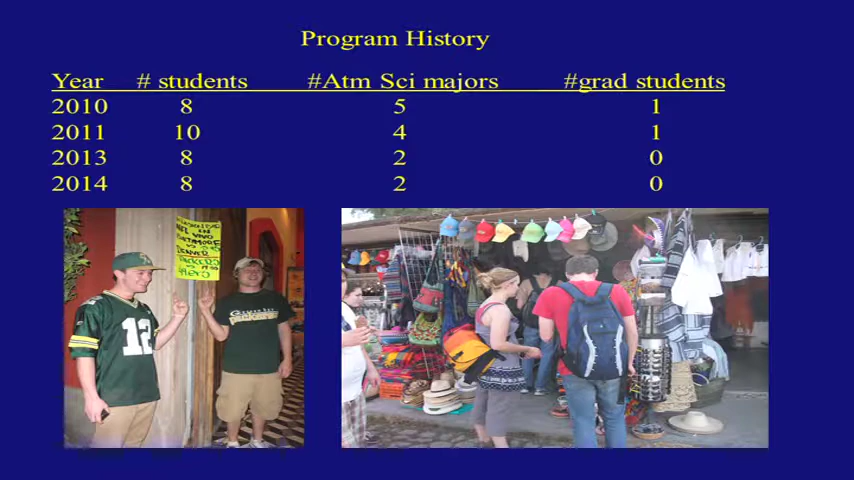 Program History
Year # students #Atm Sci majors #grad students
2010 8 5 1
2011 10 4 1
2013 8 2 0
2014 8 2 0
12
DENVER